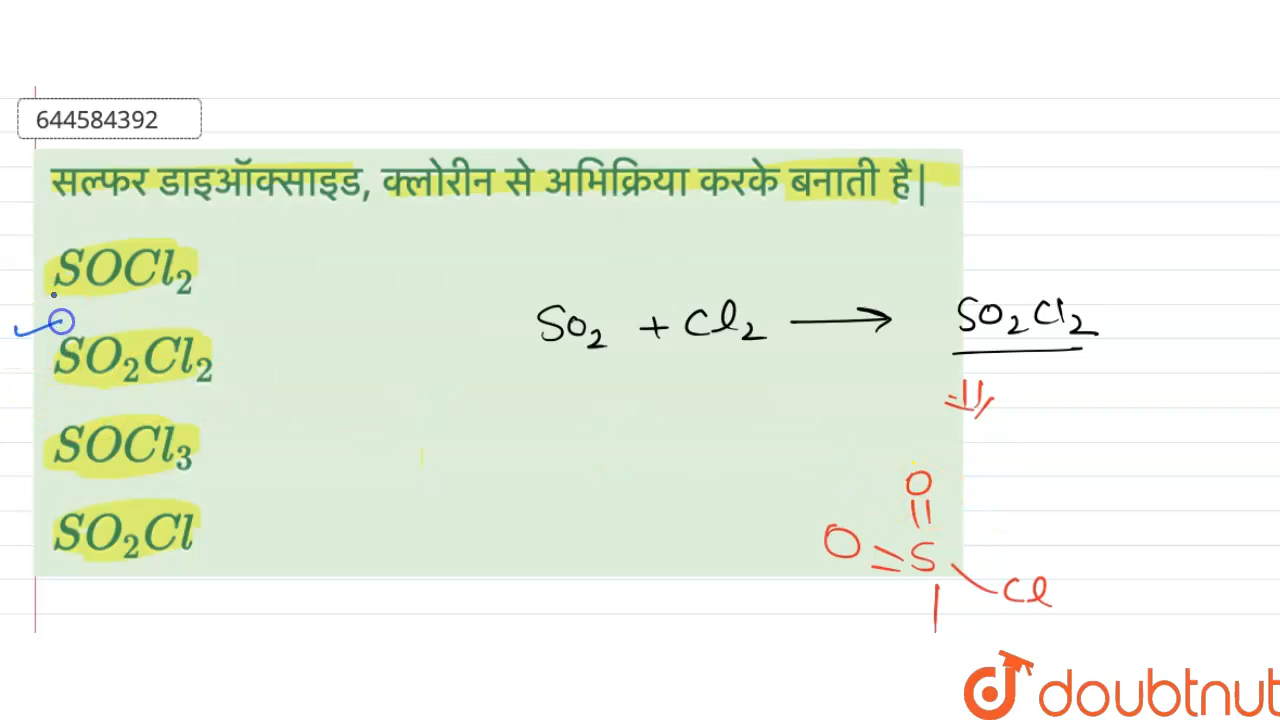 644584392
सल्फर डाइऑक्साइड, क्लोरीन से अभिक्रिया करके बनाती है|
SOCl₂
SO₂Cl₂
SOCl₃
SO₂Cl
SO₂ + Cl₂ ⟶ SO₂Cl₂
O
O = S
Cl
doubtnut